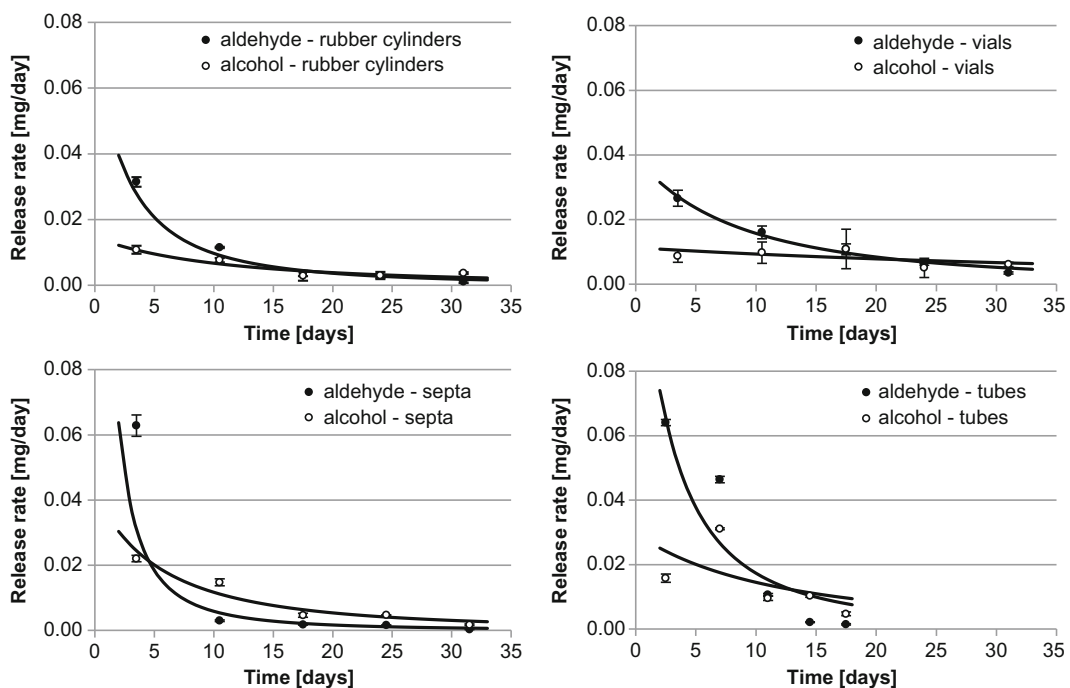 0.08
0.06
0.04
0.02
0.00
Release rate [mg/day]
aldehyde - rubber cylinders
alcohol - rubber cylinders
0 5 10 15 20 25 30 35
Time [days]
0.08
0.06
0.04
0.02
0.00
Release rate [mg/day]
aldehyde - vials
alcohol - vials
0 5 10 15 20 25 30 35
Time [days]
0.08
0.06
0.04
0.02
0.00
Release rate [mg/day]
aldehyde - septa
alcohol - septa
0 5 10 15 20 25 30 35
Time [days]
0.08
0.06
0.04
0.02
0.00
Release rate [mg/day]
aldehyde - tubes
alcohol - tubes
0 5 10 15 20 25 30 35
Time [days]